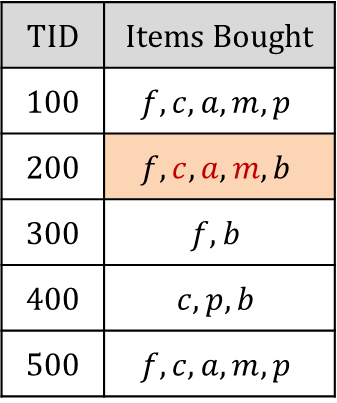 TID Items Bought
100 f, c, a, m, p
200 f, c, a, m, b
300 f, b
400 c, p, b
500 f, c, a, m, p